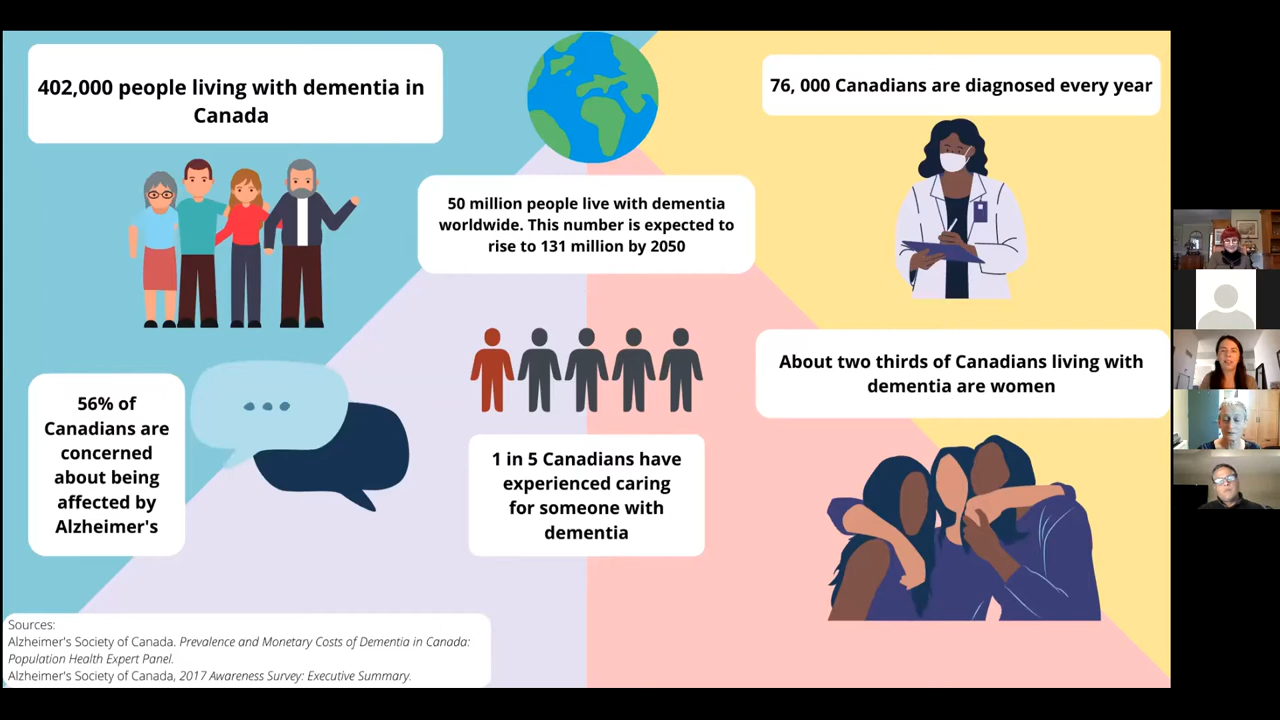 402,000 people living with dementia in
Canada
76, 000 Canadians are diagnosed every year
50 million people live with dementia
worldwide. This number is expected to
rise to 131 million by 2050
About two thirds of Canadians living with
dementia are women
56% of
Canadians are
concerned
about being
affected by
Alzheimer's
1 in 5 Canadians have
experienced caring
for someone with
dementia
Sources:
Alzheimer's Society of Canada. Prevalence and Monetary Costs of Dementia in Canada:
Population Health Expert Panel.
Alzheimer's Society of Canada, 2017 Awareness Survey: Executive Summary.